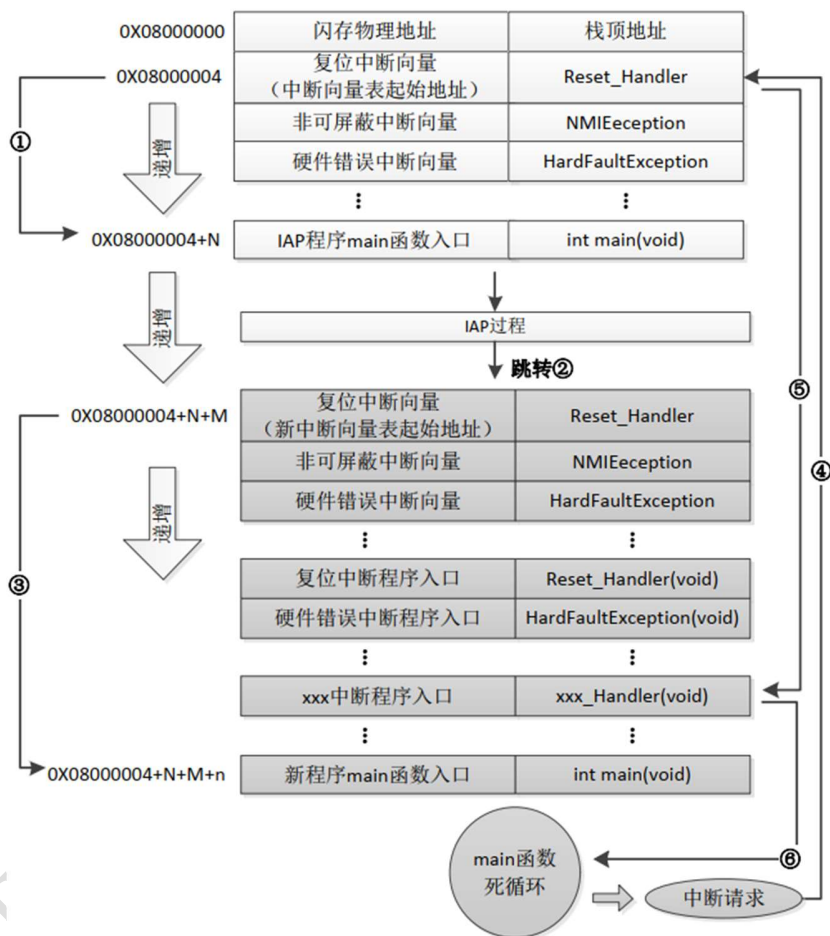 0X08000000 闪存物理地址 栈顶地址
0X08000004 复位中断向量 Reset_Handler
（中断向量表起始地址）
①
递增
非可屏蔽中断向量 NMIEeception
硬件错误中断向量 HardFaultException
⋮ ⋮
0X08000004+N IAP程序main函数入口 int main(void)
递增
IAP过程
跳转②
⑤
0X08000004+N+M 复位中断向量 Reset_Handler
（新中断向量表起始地址）
④
非可屏蔽中断向量 NMIEeception
递增
硬件错误中断向量 HardFaultException
⋮ ⋮
③
复位中断程序入口 Reset_Handler(void)
硬件错误中断程序入口 HardFaultException(void)
⋮ ⋮
xxx中断程序入口 xxx_Handler(void)
⋮ ⋮
0X08000004+N+M+n 新程序main函数入口 int main(void)
⑥
main函数
死循环
中断请求